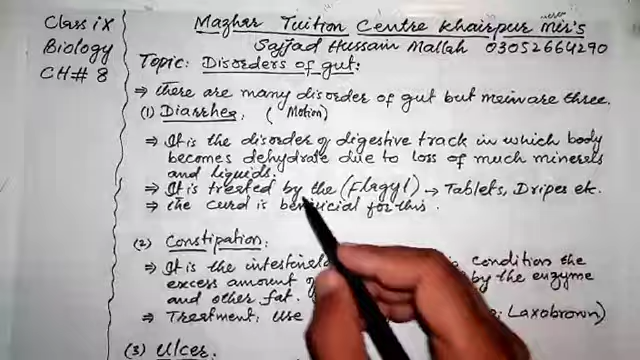 Class IX
Biology
CH# 8
Mazhar Tuition Centre Khairpur Mir's
Sajjad Hussain Mallah 03052664290
Topic: Disorders of gut:
⇒ There are many disorder of gut but mein are three.
(1) Diarrhea, (Motion)
⇒ It is the disorder of digestive track in which body
becomes dehydrate due to loss of much minerals
and liquids.
⇒ It is treated by the (Flagyl) → Tablets, Dripes etc.
⇒ The curd is benificial for this.
(2) Constipation:
⇒ It is the intestinal condition the
excess amount by the enzyme
and other fat.
⇒ Treatment: Use Laxobrown)
(3) Ulcer.